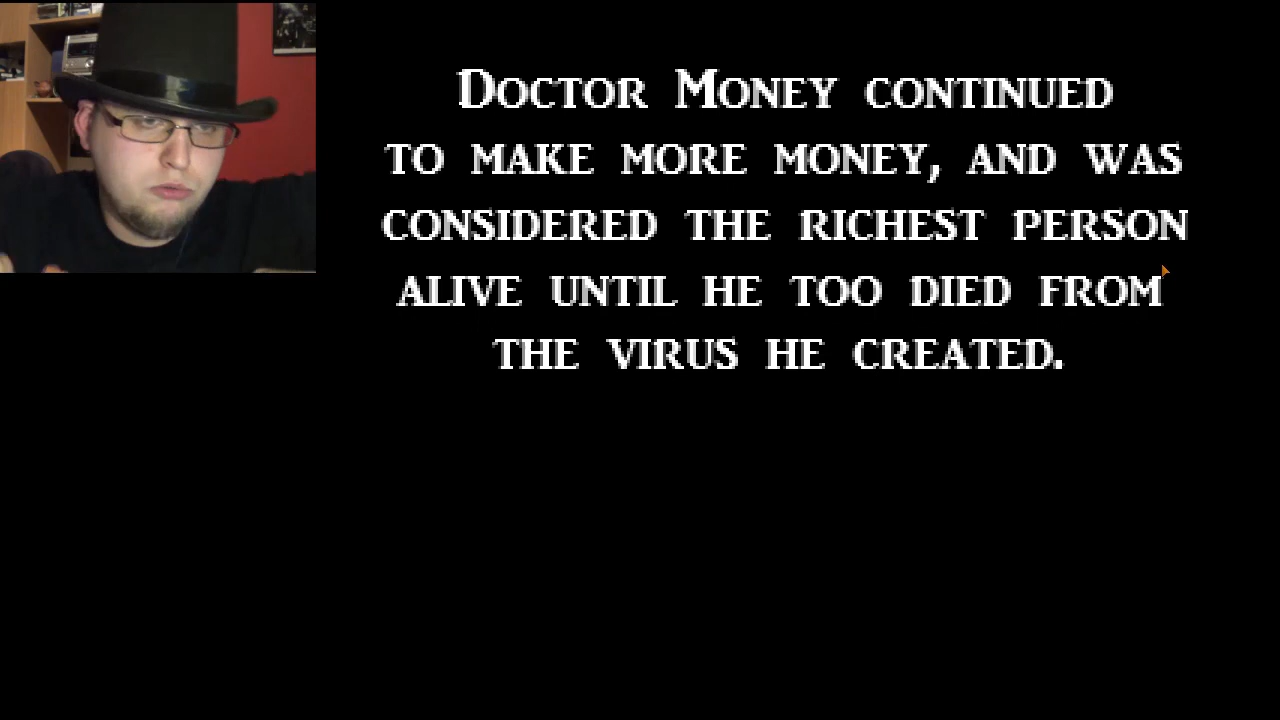 Doctor Money continued
to make more money, and was
considered the richest person
alive until he too died from
the virus he created.